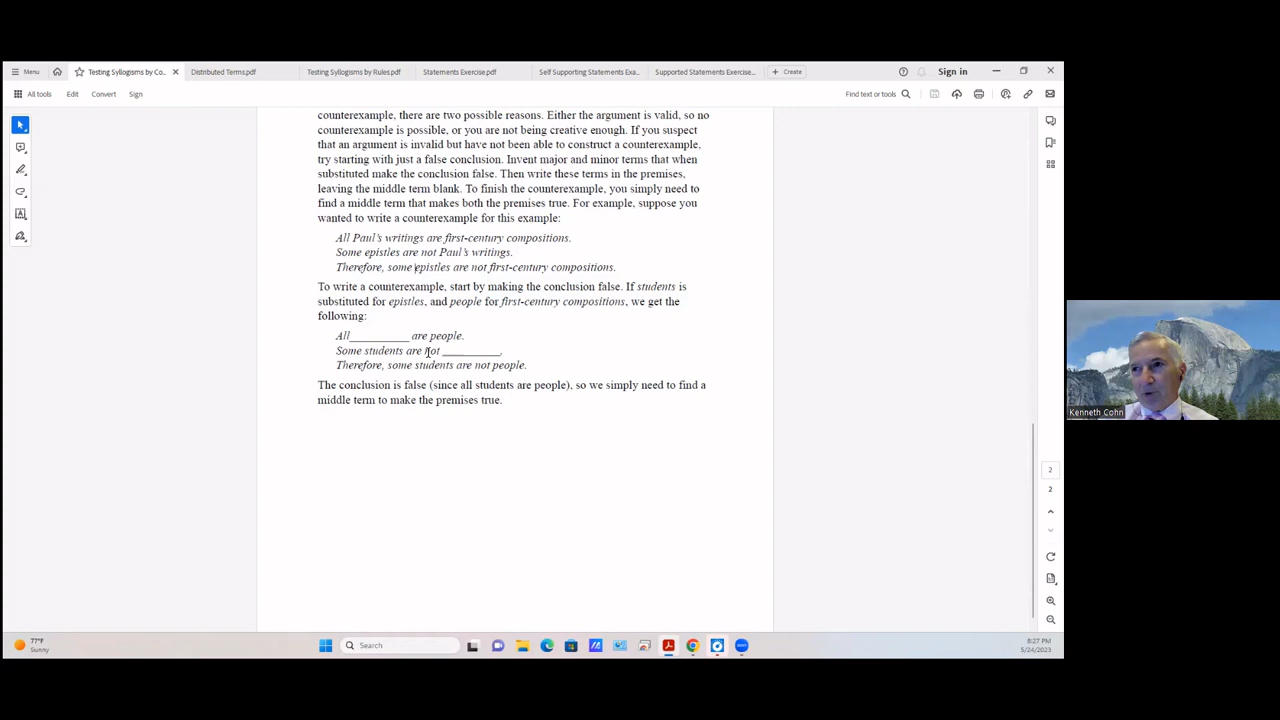 Menu
Testing Syllogisms by Co...
Distributed Terms.pdf
Testing Syllogisms by Rules.pdf
Statements Exercise.pdf
Self Supporting Statements Exa...
Supported Statements Exercise...
Create
Sign in
All tools
Edit
Convert
Sign
Find text or tools
counterexample, there are two possible reasons. Either the argument is valid, so no
counterexample is possible, or you are not being creative enough. If you suspect
that an argument is invalid but have not been able to construct a counterexample,
try starting with just a false conclusion. Invent major and minor terms that when
substituted make the conclusion false. Then write these terms in the premises,
leaving the middle term blank. To finish the counterexample, you simply need to
find a middle term that makes both the premises true. For example, suppose you
wanted to write a counterexample for this example:
All Paul's writings are first-century compositions.
Some epistles are not Paul's writings.
Therefore, some epistles are not first-century compositions.
To write a counterexample, start by making the conclusion false. If students is
substituted for epistles, and people for first-century compositions, we get the
following:
All__________ are people.
Some students are not __________.
Therefore, some students are not people.
The conclusion is false (since all students are people), so we simply need to find a
middle term to make the premises true.
Kenneth Cohn
2
2
77°F
Sunny
Search
8:27 PM
5/24/2023